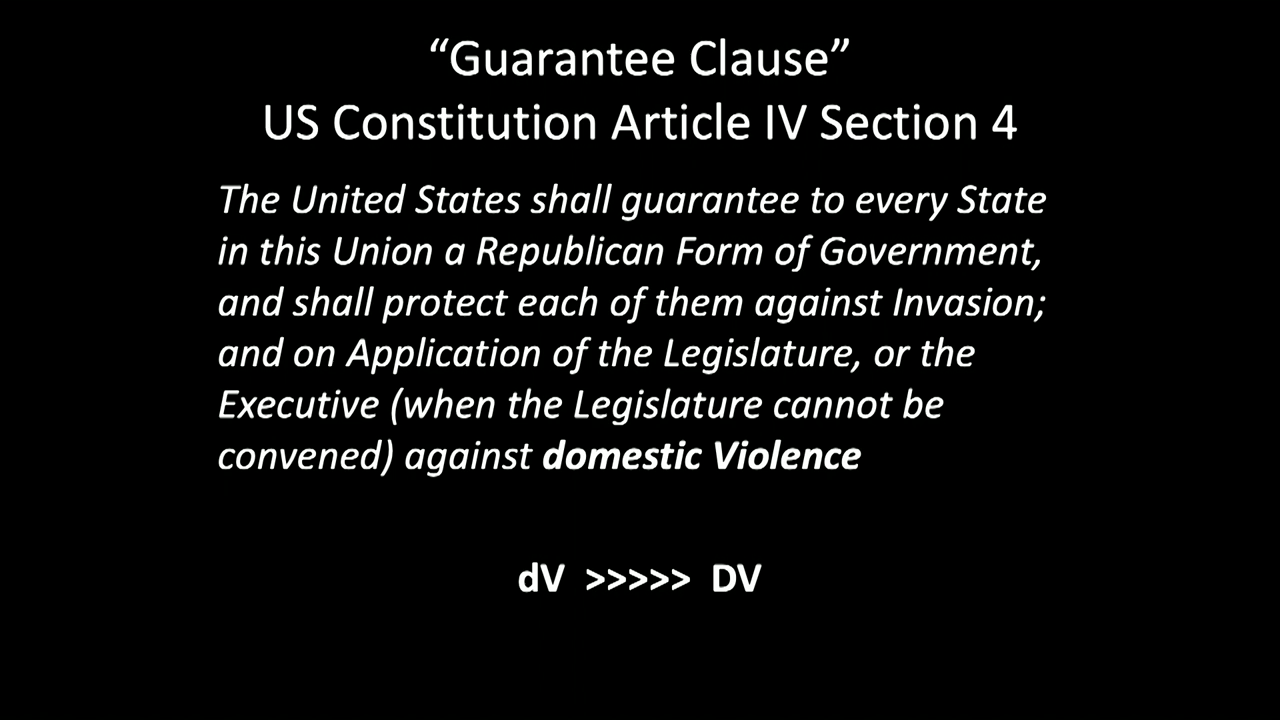 “Guarantee Clause”
US Constitution Article IV Section 4
The United States shall guarantee to every State
in this Union a Republican Form of Government,
and shall protect each of them against Invasion;
and on Application of the Legislature, or the
Executive (when the Legislature cannot be
convened) against domestic Violence
dV >>>>> DV